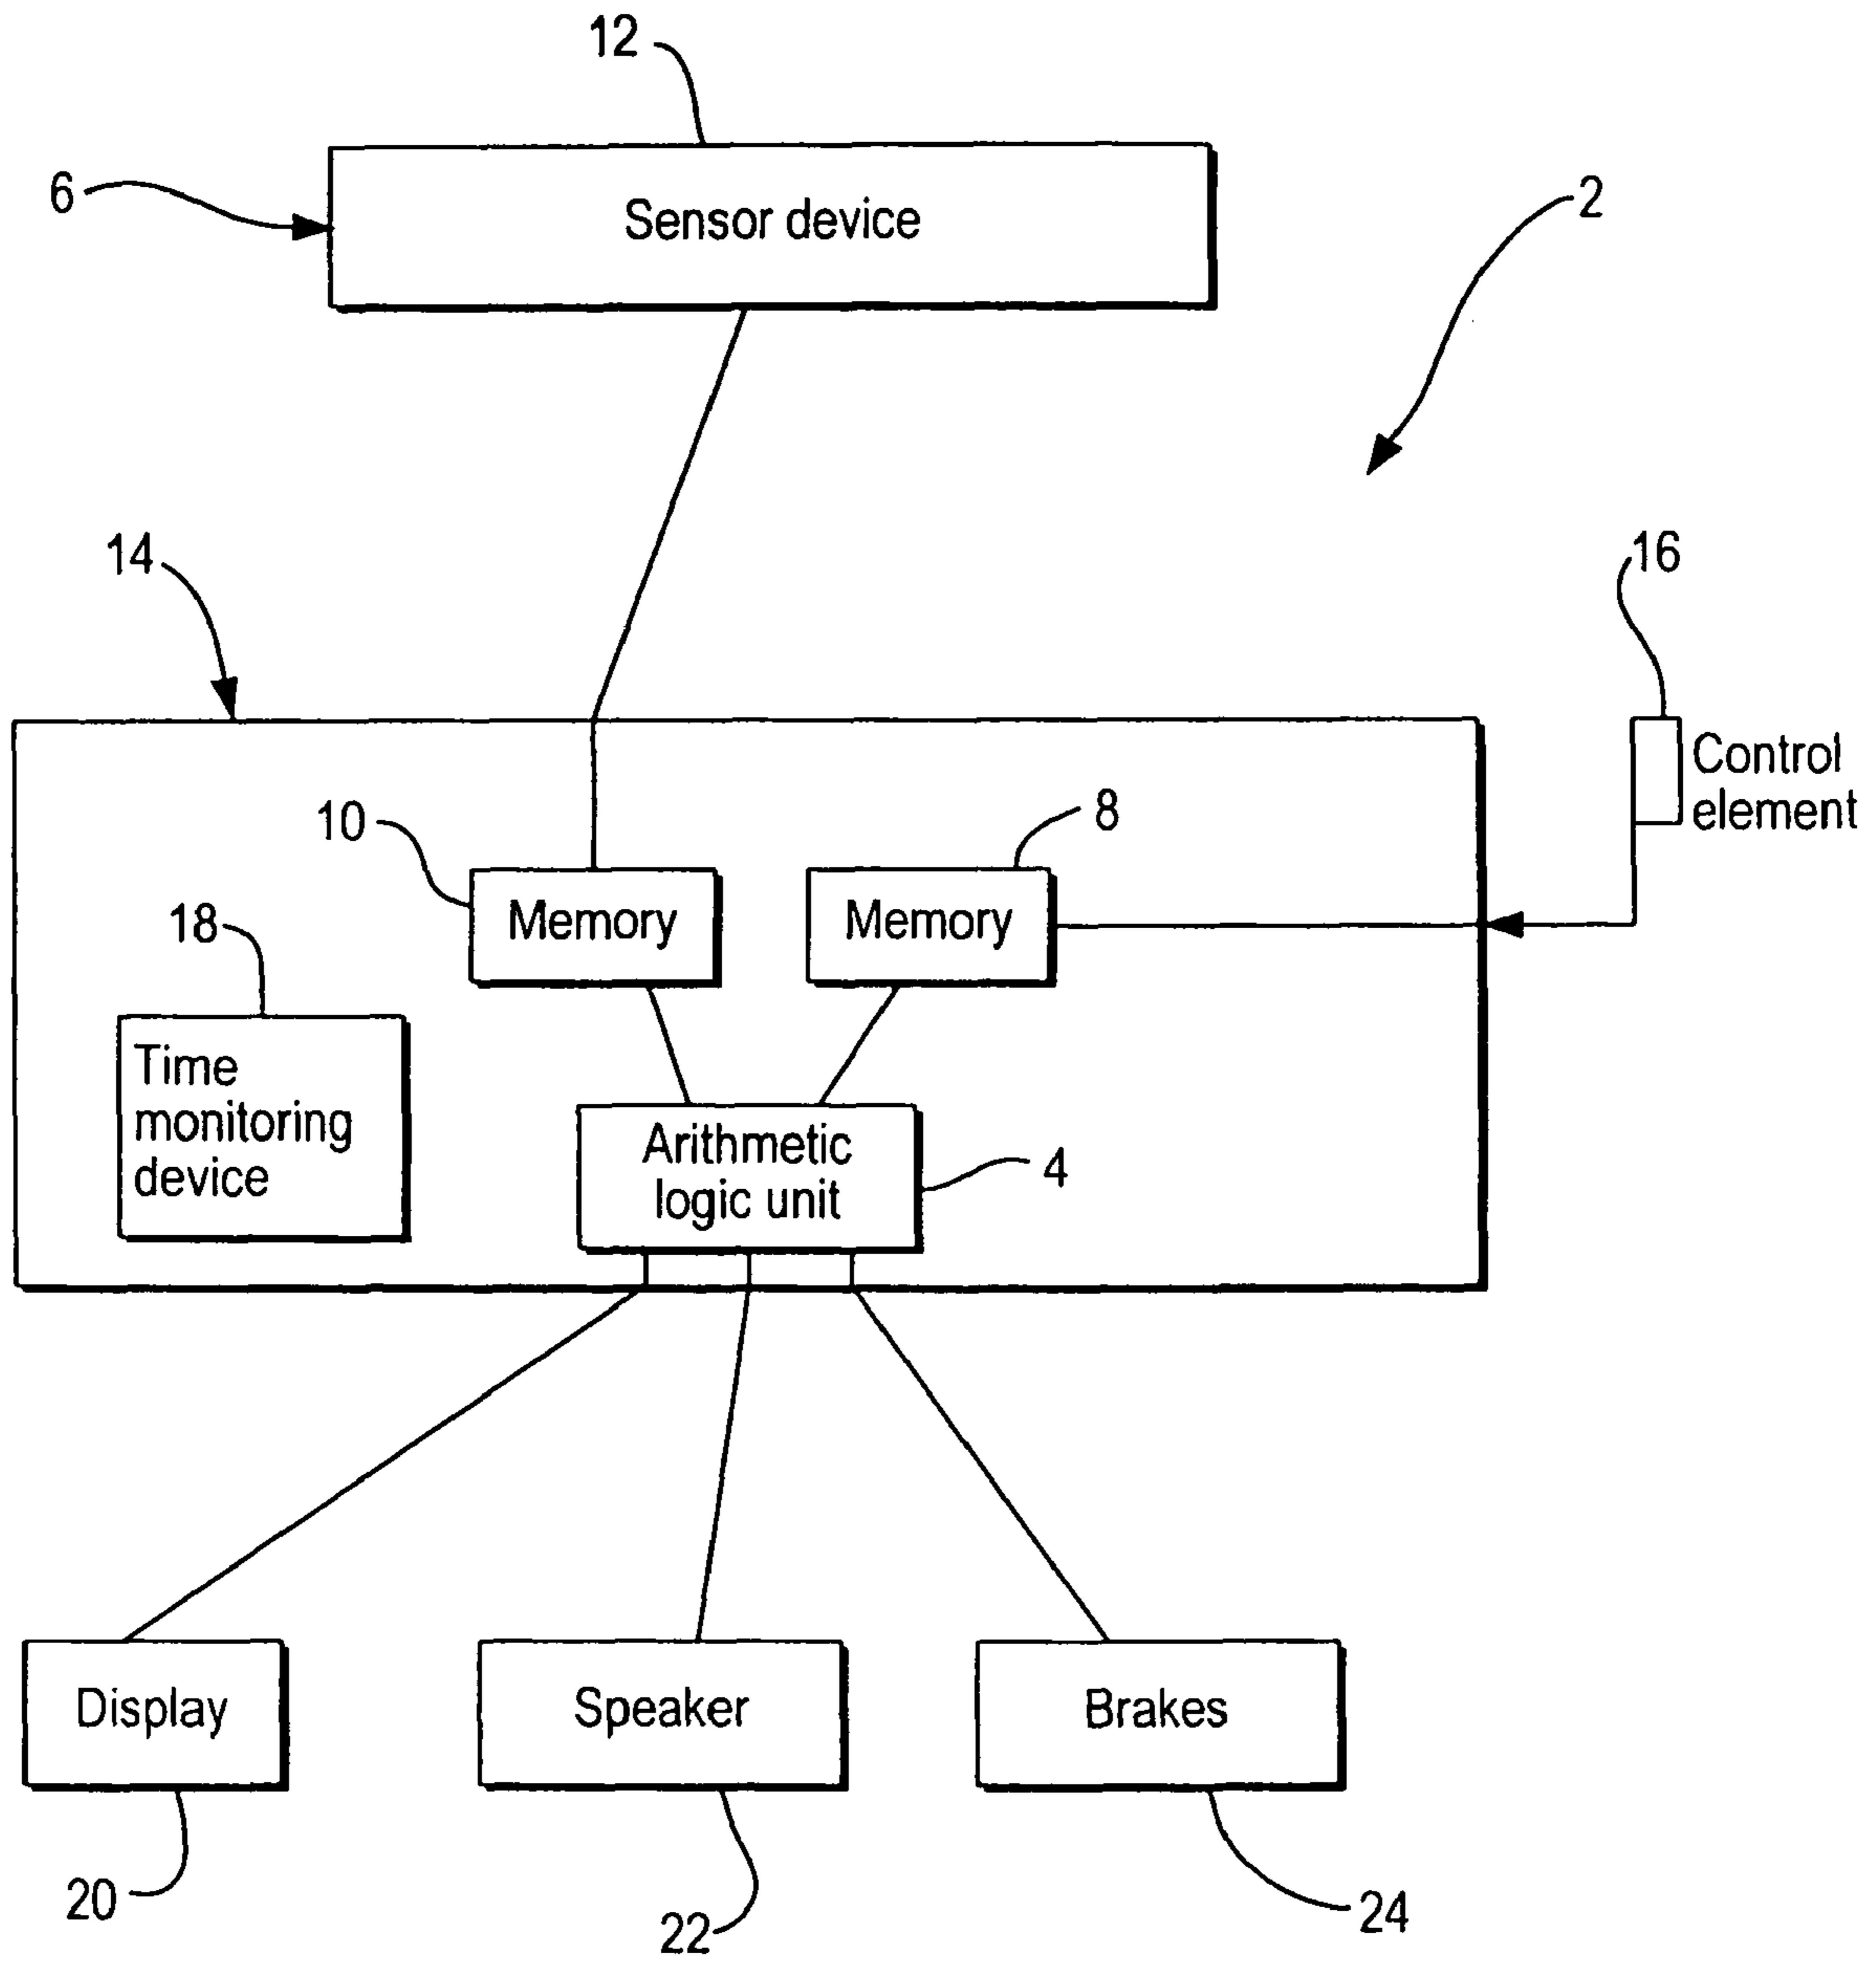 12
6
Sensor device
2
14
16
Control
element
10
8
Memory
Memory
18
Time
monitoring
device
Arithmetic
logic unit
4
Display
Speaker
Brakes
20
22
24